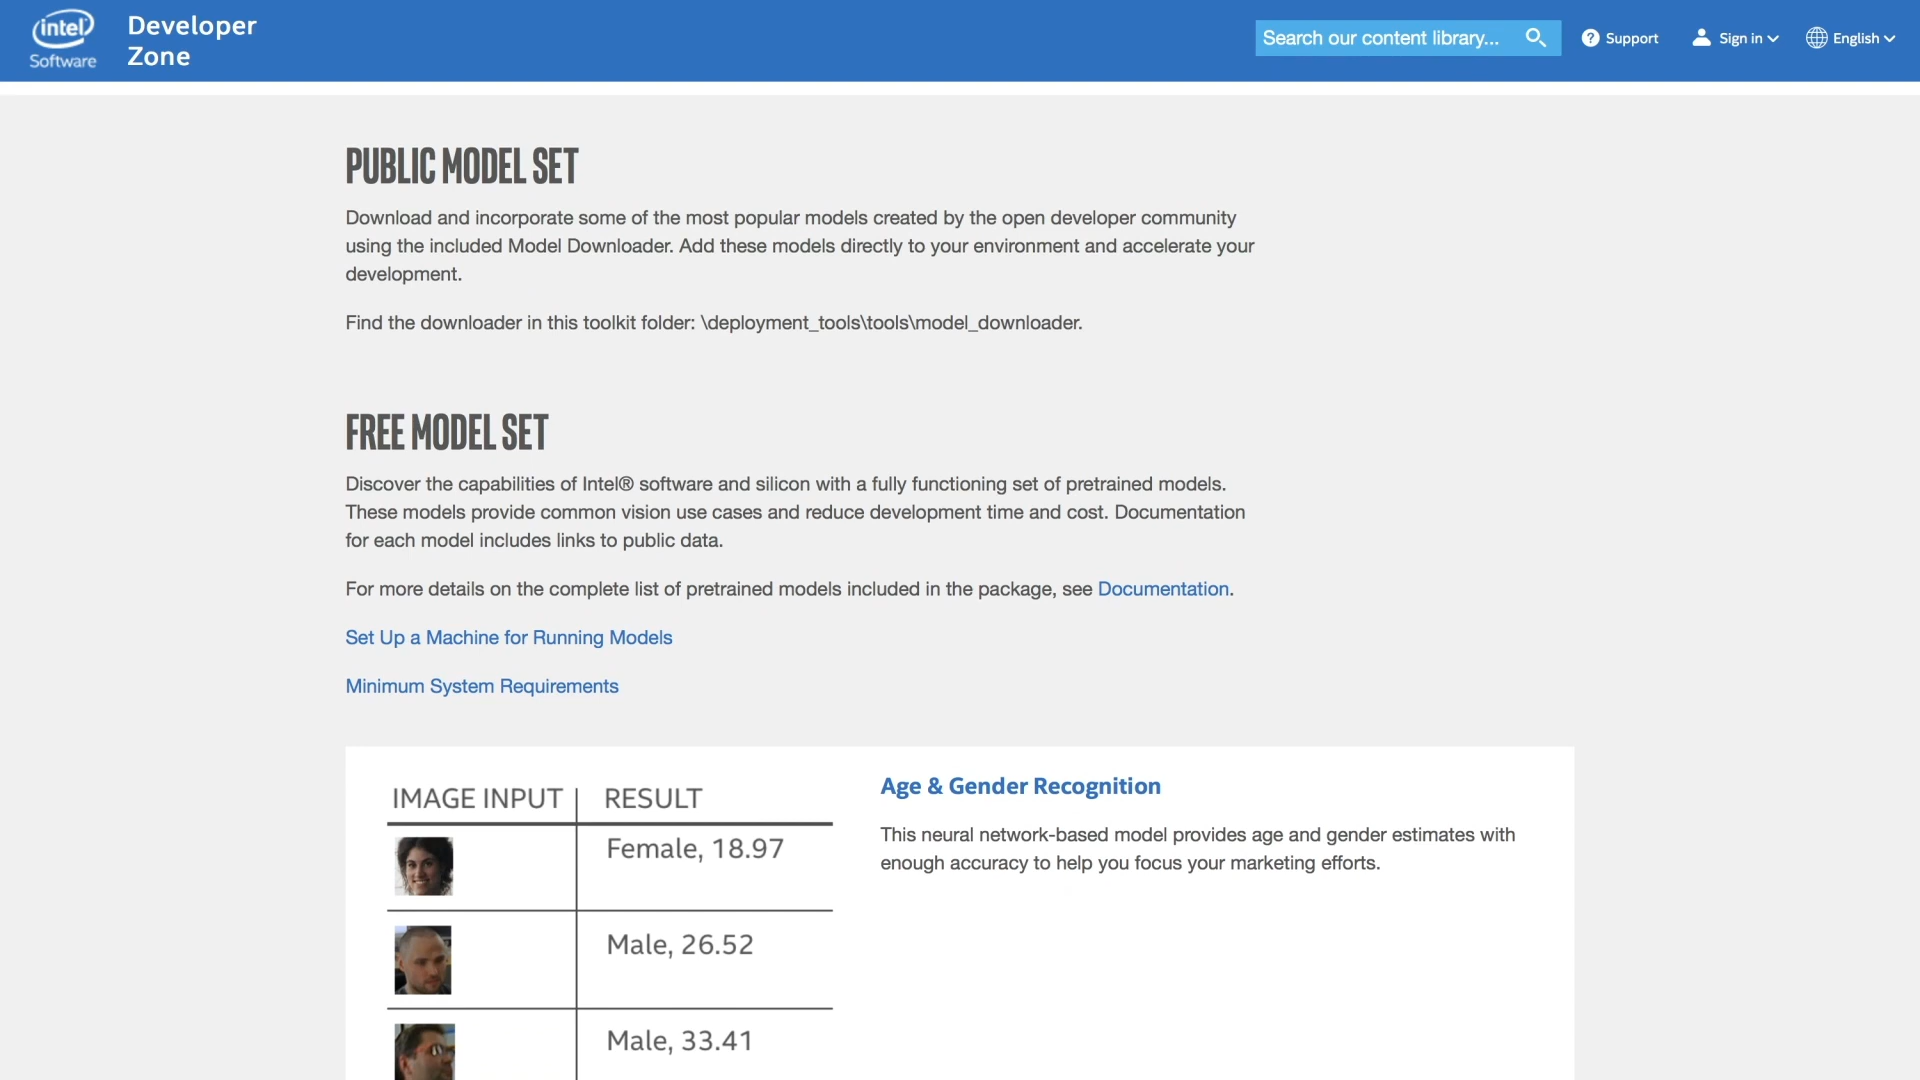 intel
Software
Developer
Zone
Search our content library...
Support
Sign in
English
PUBLIC MODEL SET
Download and incorporate some of the most popular models created by the open developer community
using the included Model Downloader. Add these models directly to your environment and accelerate your
development.
Find the downloader in this toolkit folder: \deployment_tools\tools\model_downloader.
FREE MODEL SET
Discover the capabilities of Intel® software and silicon with a fully functioning set of pretrained models.
These models provide common vision use cases and reduce development time and cost. Documentation
for each model includes links to public data.
For more details on the complete list of pretrained models included in the package, see Documentation.
Set Up a Machine for Running Models
Minimum System Requirements
IMAGE INPUT
RESULT
Female, 18.97
Male, 26.52
Male, 33.41
Age & Gender Recognition
This neural network-based model provides age and gender estimates with
enough accuracy to help you focus your marketing efforts.